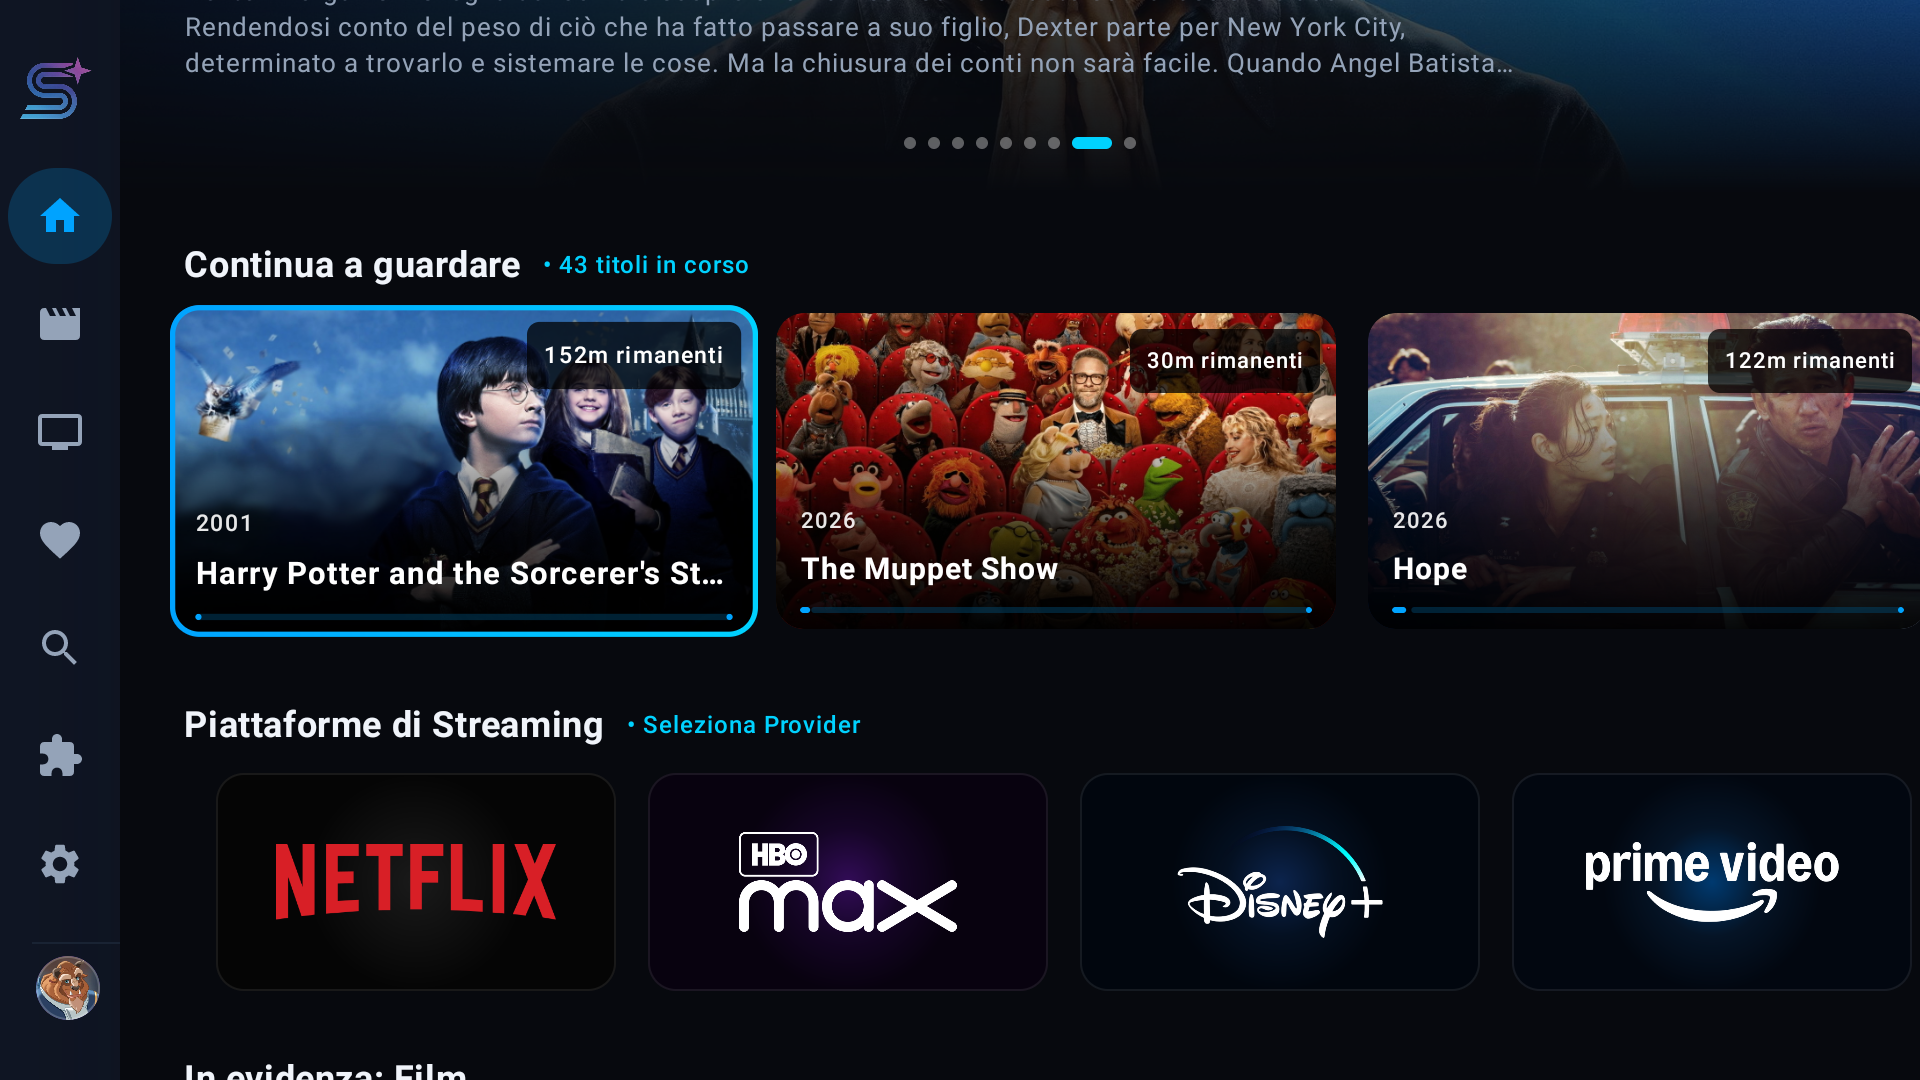 Rendendosi conto del peso di ciò che ha fatto passare a suo figlio, Dexter parte per New York City,
determinato a trovarlo e sistemare le cose. Ma la chiusura dei conti non sarà facile. Quando Angel Batista…
Continua a guardare • 43 titoli in corso
152m rimanenti
30m rimanenti
122m rimanenti
2001
Harry Potter and the Sorcerer's St…
2026
The Muppet Show
2026
Hope
Piattaforme di Streaming • Seleziona Provider
NETFLIX
HBO
max
Disney+
prime video
In evidenza: Film